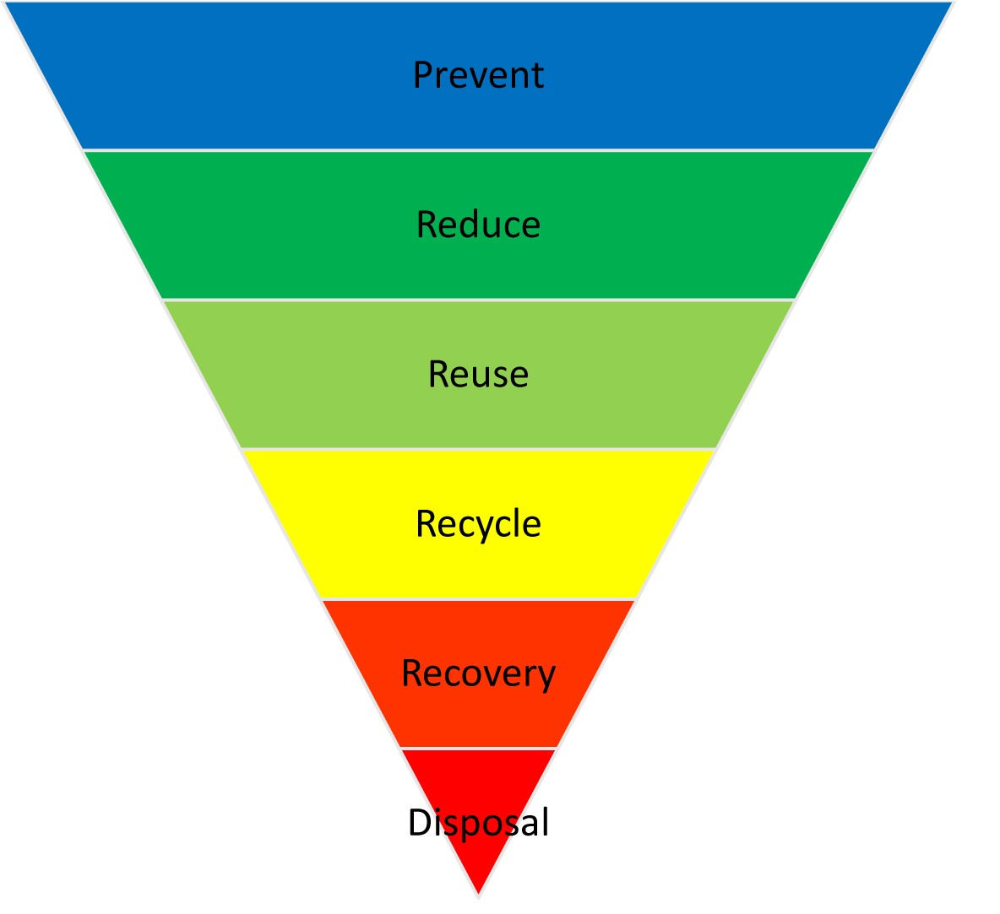 Prevent
Reduce
Reuse
Recycle
Recovery
Disposal